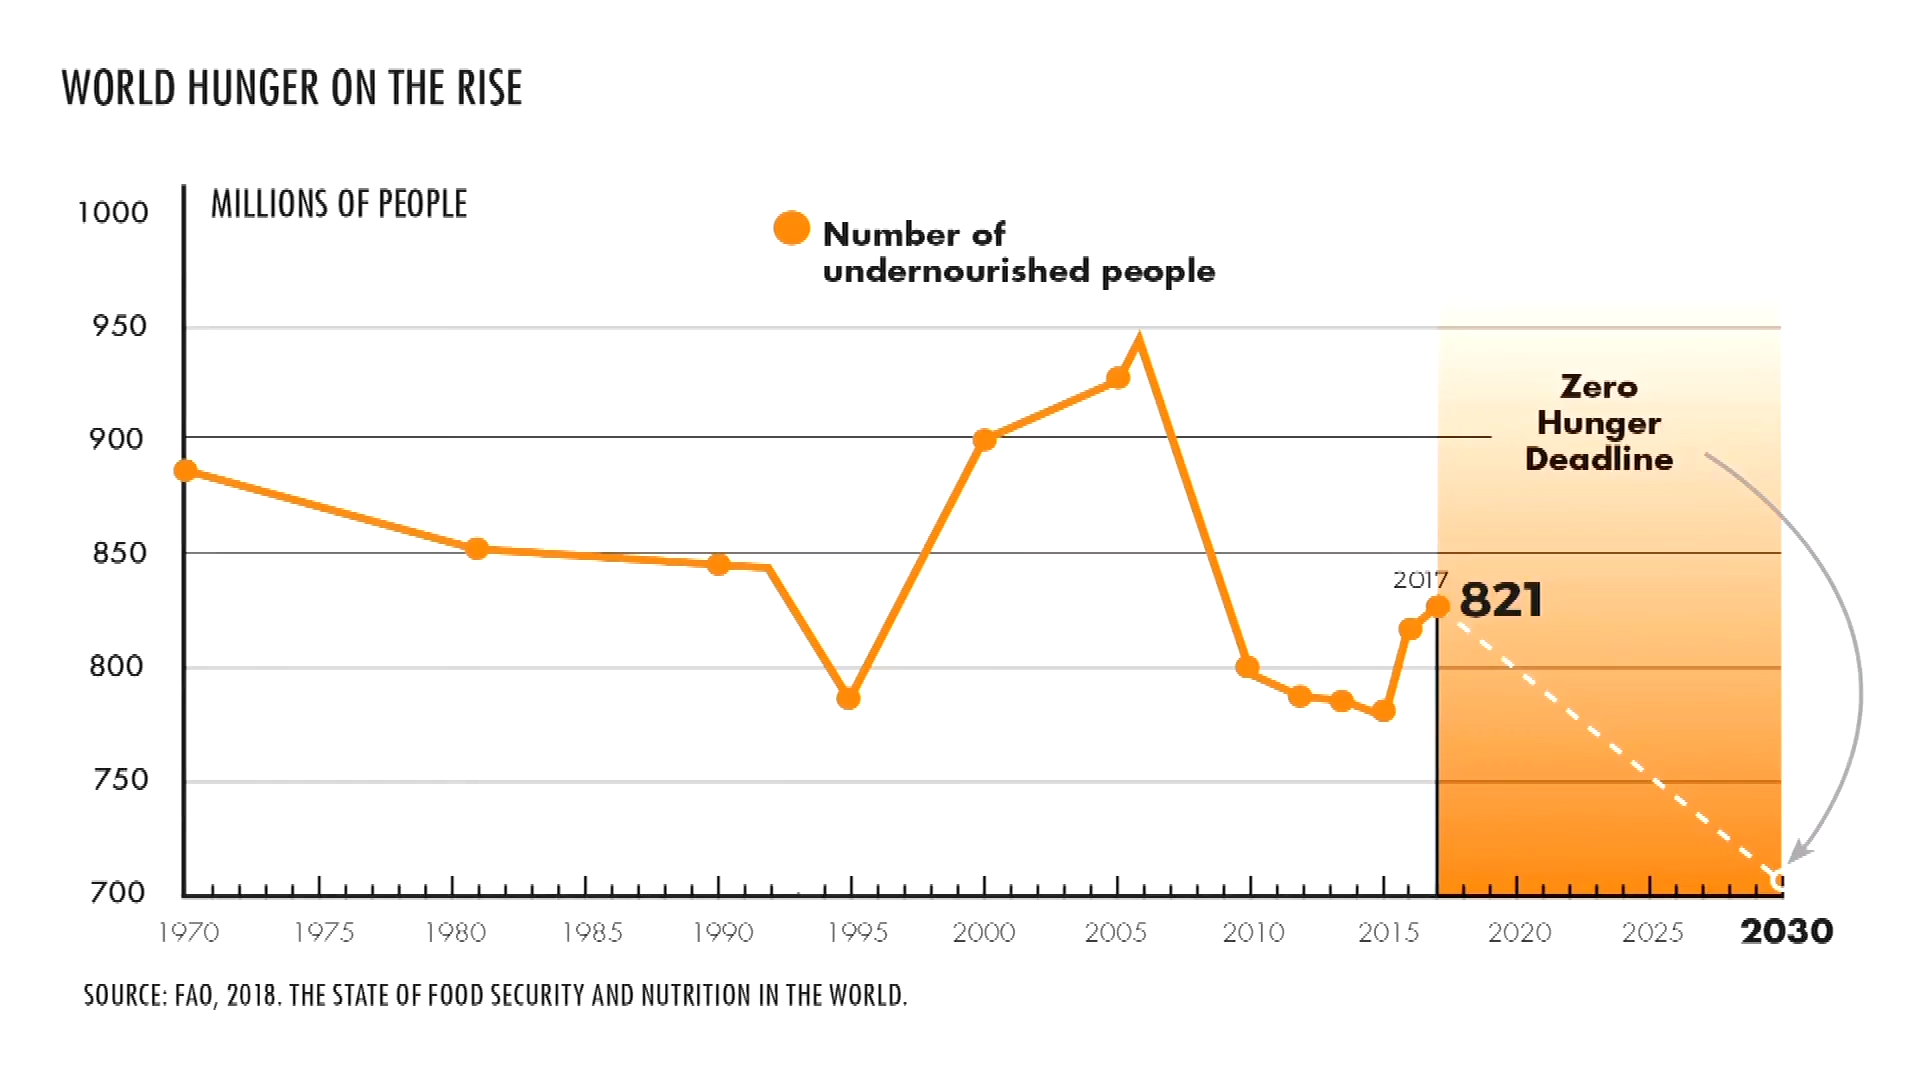 WORLD HUNGER ON THE RISE
MILLIONS OF PEOPLE
Number of
undernourished people
1000
950
900
850
800
750
700
Zero
Hunger
Deadline
2017
821
1970 1975 1980 1985 1990 1995 2000 2005 2010 2015 2020 2025 2030
SOURCE: FAO, 2018. THE STATE OF FOOD SECURITY AND NUTRITION IN THE WORLD.